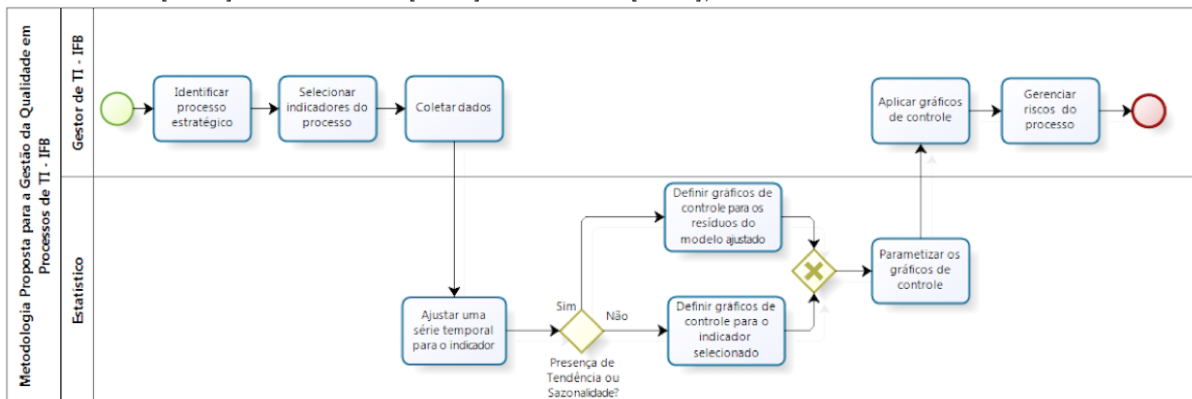 Metodologia Proposta para a Gestão da Qualidade em
Processos de TI - IFB
Gestor de TI - IFB
Identificar
processo
estratégico
Selecionar
indicadores do
processo
Coletar dados
Aplicar gráficos
de controle
Gerenciar
riscos do
processo
Estatístico
Ajustar uma
série temporal
para o indicador
Presença de
Tendência ou
Sazonalidade?
Sim
Não
Definir gráficos de
controle para os
resíduos do
modelo ajustado
Definir gráficos de
controle para o
indicador
selecionado
Parametizar os
gráficos de
controle